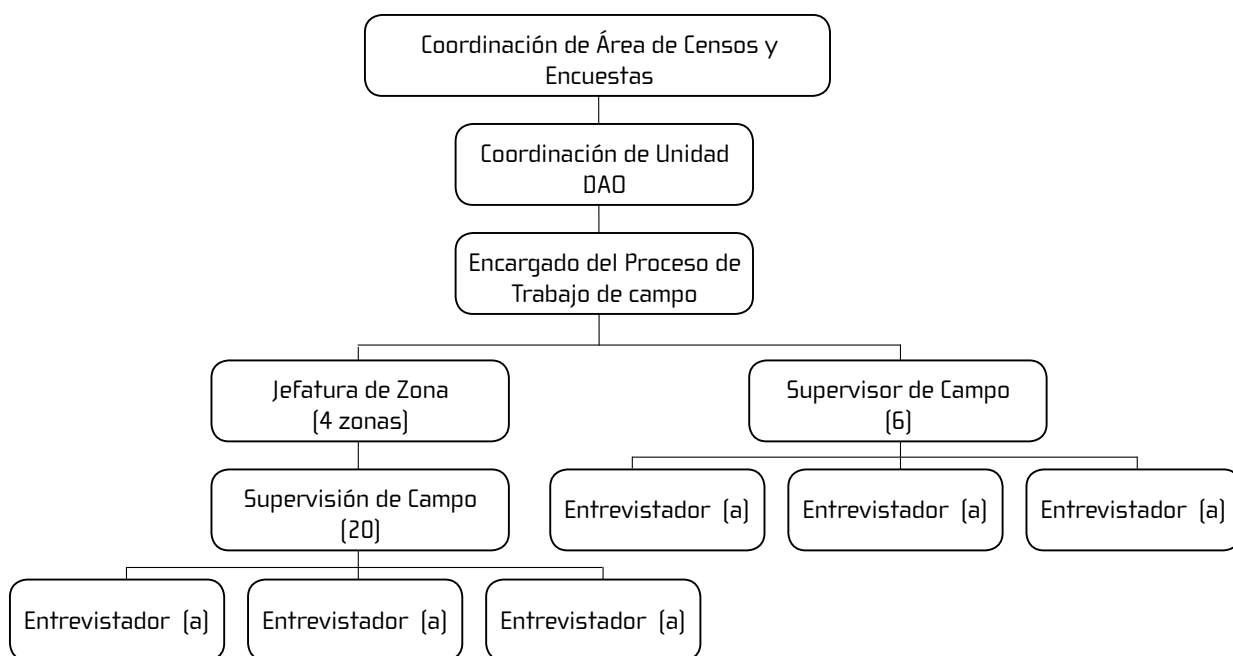 Coordinación de Área de Censos y
Encuestas
Coordinación de Unidad
DAO
Encargado del Proceso de
Trabajo de campo
Jefatura de Zona
(4 zonas)
Supervisor de Campo
(6)
Supervisión de Campo
(20)
Entrevistador (a)
Entrevistador (a)
Entrevistador (a)
Entrevistador (a)
Entrevistador (a)
Entrevistador (a)